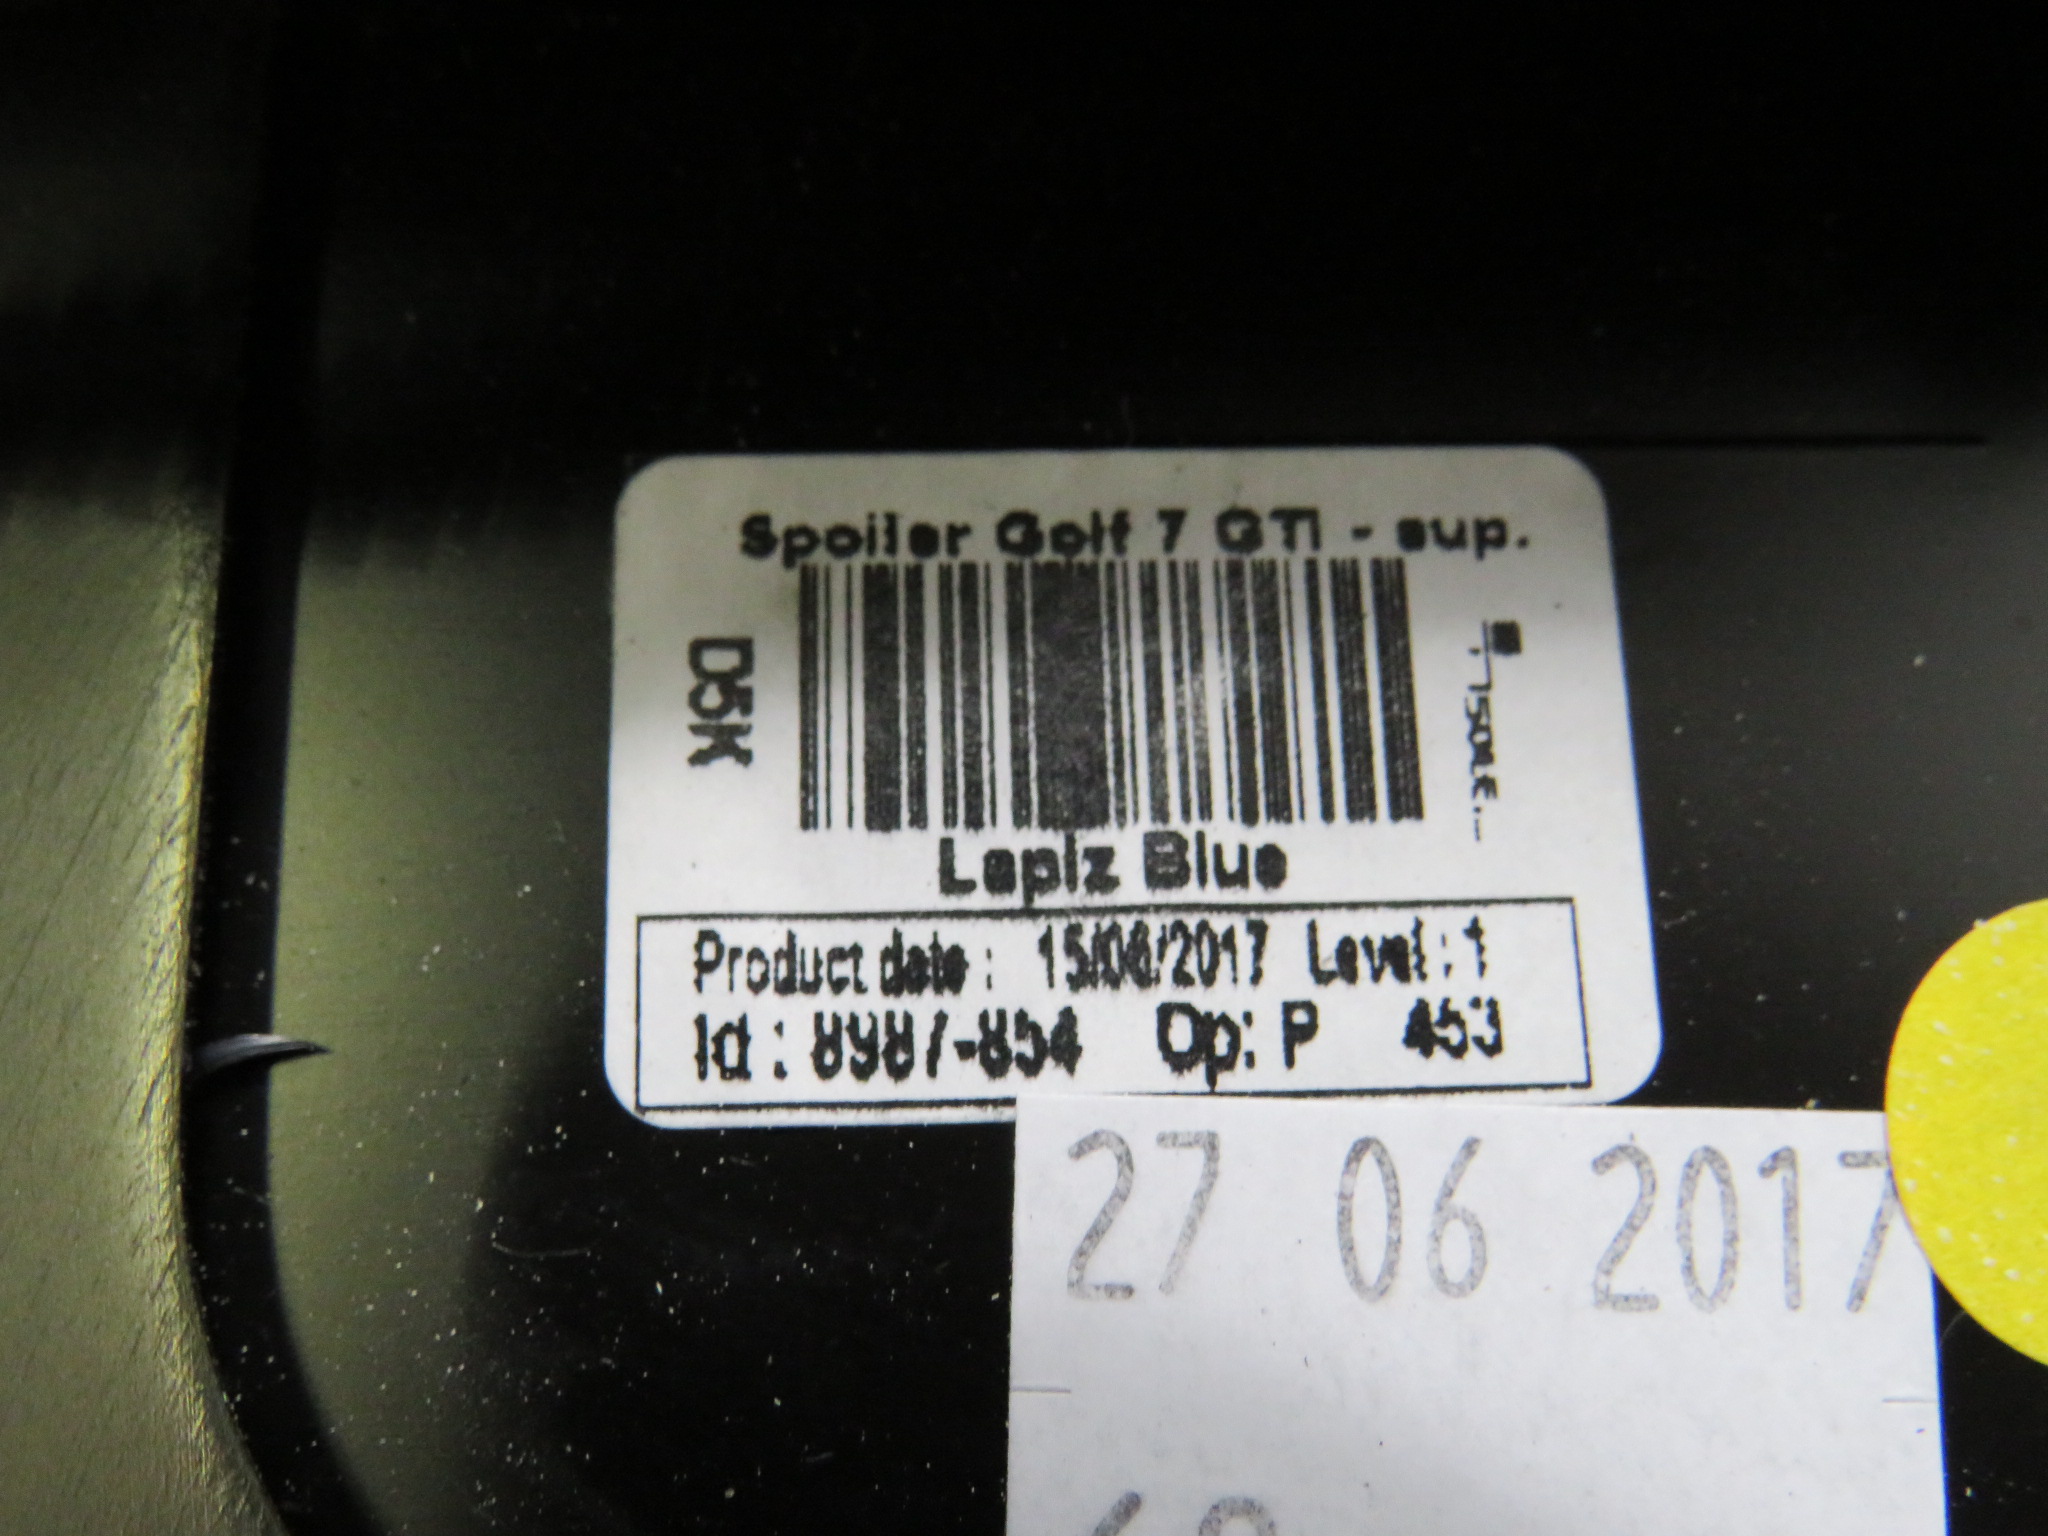 Spoiler Golf 7 GTI - sup.
D5K
Lapiz Blue
Product date : 15/06/2017 Level : 1
Id : 8987-854 Op: P 453
27 06 2017